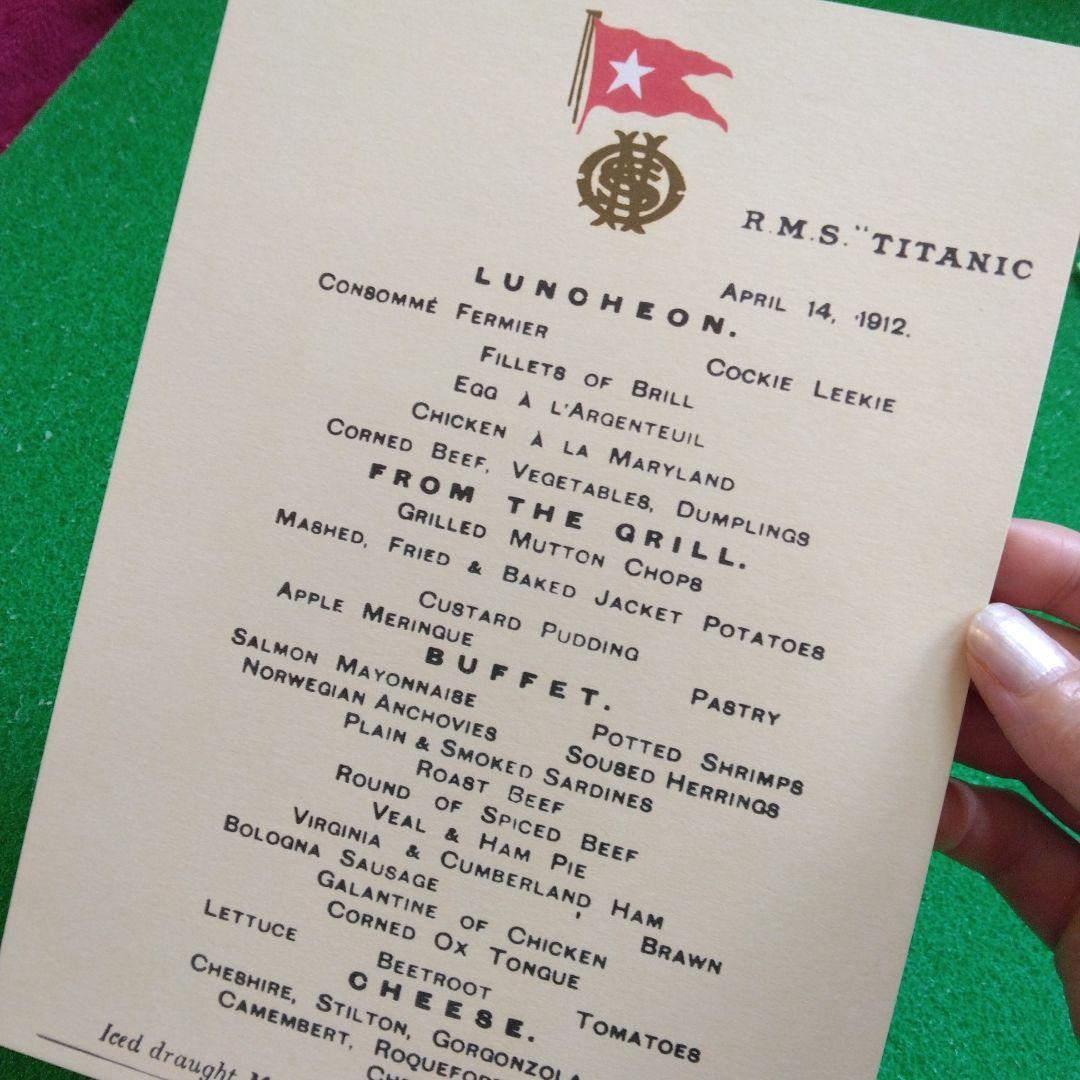 R.M.S. "TITANIC
APRIL 14, 1912.
LUNCHEON.
CONSOMMÉ FERMIER COCKIE LEEKIE
FILLETS OF BRILL
EGG À L'ARGENTEUIL
CHICKEN À LA MARYLAND
CORNED BEEF, VEGETABLES, DUMPLINGS
FROM THE GRILL.
GRILLED MUTTON CHOPS
MASHED, FRIED & BAKED JACKET POTATOES
CUSTARD PUDDING
APPLE MERINGUE PASTRY
BUFFET.
SALMON MAYONNAISE POTTED SHRIMPS
NORWEGIAN ANCHOVIES SOUSED HERRINGS
PLAIN & SMOKED SARDINES
ROAST BEEF
ROUND OF SPICED BEEF
VEAL & HAM PIE
VIRGINIA & CUMBERLAND HAM
BOLOGNA SAUSAGE BRAWN
GALANTINE OF CHICKEN
CORNED OX TONGUE
LETTUCE BEETROOT TOMATOES
CHEESE.
CHESHIRE, STILTON, GORGONZOLA
CAMEMBERT, ROQUEFOR
Iced draught